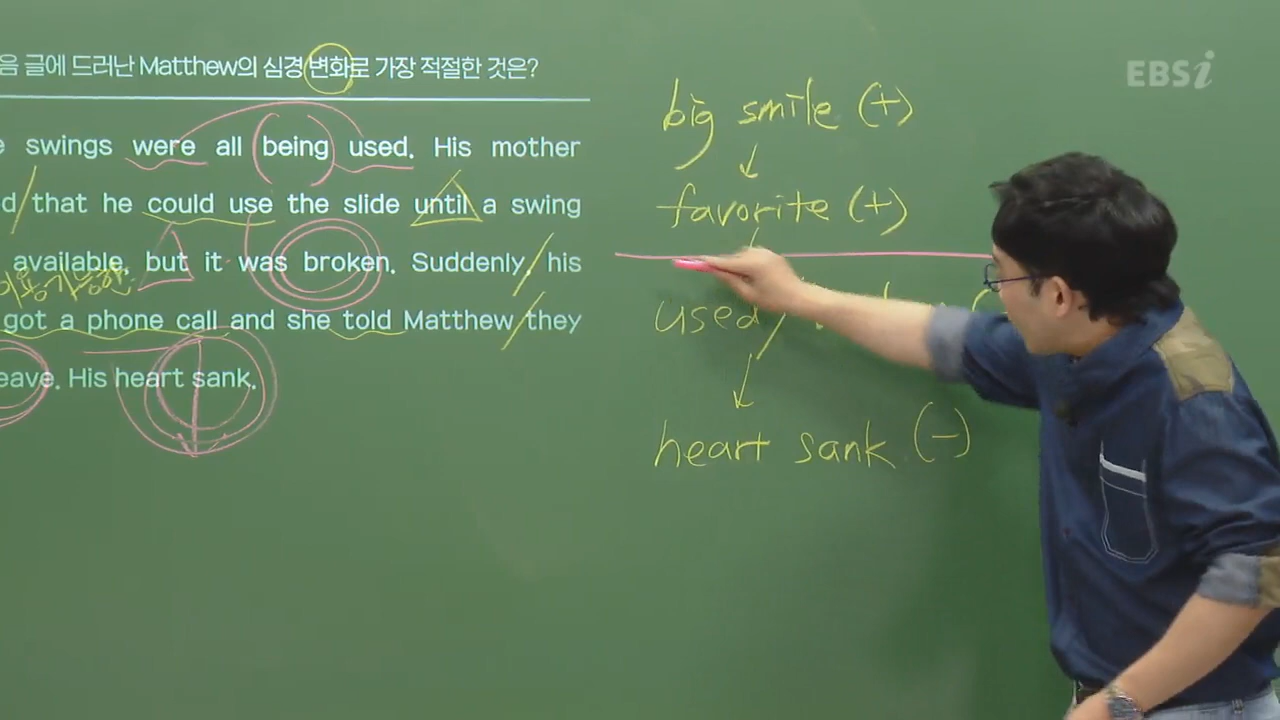 음 글에 드러난 Matthew의 심경 변화로 가장 적절한 것은?
swings were all being used. His mother
that he could use the slide until a swing
available, but it was broken. Suddenly, his
got a phone call and she told Matthew they
His heart sank.
EBSi
big smile (+)
favorite (+)
used
heart sank (-)